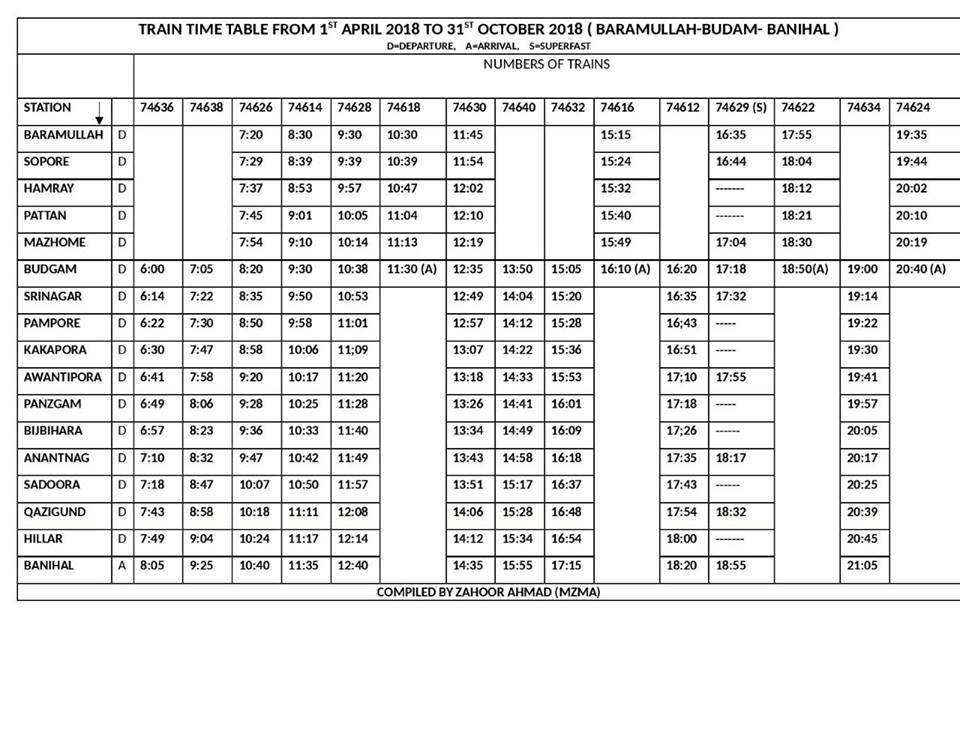 TRAIN TIME TABLE FROM 1ST APRIL 2018 TO 31ST OCTOBER 2018 ( BARAMULLAH-BUDAM- BANIHAL )
D=DEPARTURE, A=ARRIVAL, S=SUPERFAST
NUMBERS OF TRAINS
STATION 74636 74638 74626 74614 74628 74618 74630 74640 74632 74616 74612 74629 (S) 74622 74634 74624
BARAMULLAH D 7:20 8:30 9:30 10:30 11:45 15:15 16:35 17:55 19:35
SOPORE D 7:29 8:39 9:39 10:39 11:54 15:24 16:44 18:04 19:44
HAMRAY D 7:37 8:53 9:57 10:47 12:02 15:32 ------- 18:12 20:02
PATTAN D 7:45 9:01 10:05 11:04 12:10 15:40 ------- 18:21 20:10
MAZHOME D 7:54 9:10 10:14 11:13 12:19 15:49 17:04 18:30 20:19
BUDGAM D 6:00 7:05 8:20 9:30 10:38 11:30 (A) 12:35 13:50 15:05 16:10 (A) 16:20 17:18 18:50(A) 19:00 20:40 (A)
SRINAGAR D 6:14 7:22 8:35 9:50 10:53 12:49 14:04 15:20 16:35 17:32 19:14
PAMPORE D 6:22 7:30 8:50 9:58 11:01 12:57 14:12 15:28 16;43 ----- 19:22
KAKAPORA D 6:30 7:47 8:58 10:06 11;09 13:07 14:22 15:36 16:51 ----- 19:30
AWANTIPORA D 6:41 7:58 9:20 10:17 11:20 13:18 14:33 15:53 17;10 17:55 19:41
PANZGAM D 6:49 8:06 9:28 10:25 11:28 13:26 14:41 16:01 17:18 ----- 19:57
BIJBIHARA D 6:57 8:23 9:36 10:33 11:40 13:34 14:49 16:09 17;26 ------ 20:05
ANANTNAG D 7:10 8:32 9:47 10:42 11:49 13:43 14:58 16:18 17:35 18:17 20:17
SADOORA D 7:18 8:47 10:07 10:50 11:57 13:51 15:17 16:37 17:43 ------ 20:25
QAZIGUND D 7:43 8:58 10:18 11:11 12:08 14:06 15:28 16:48 17:54 18:32 20:39
HILLAR D 7:49 9:04 10:24 11:17 12:14 14:12 15:34 16:54 18:00 ------- 20:45
BANIHAL A 8:05 9:25 10:40 11:35 12:40 14:35 15:55 17:15 18:20 18:55 21:05
COMPILED BY ZAHOOR AHMAD (MZMA)